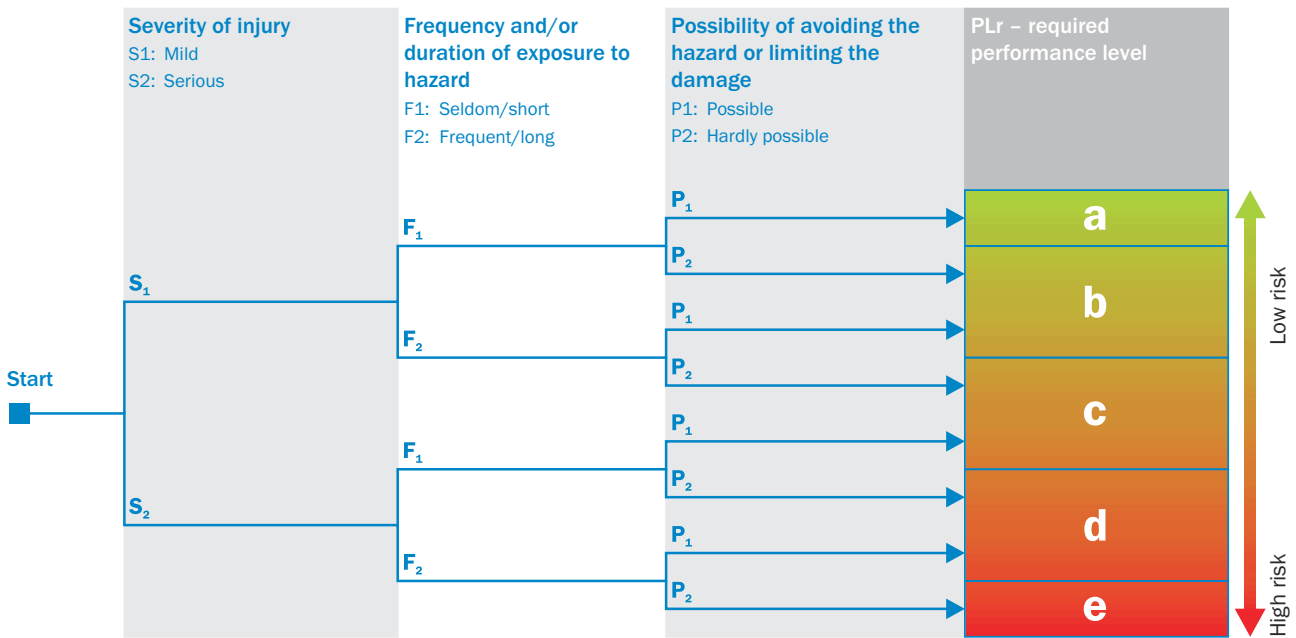 Severity of injury
S1: Mild
S2: Serious
Frequency and/or
duration of exposure to
hazard
F1: Seldom/short
F2: Frequent/long
Possibility of avoiding the
hazard or limiting the
damage
P1: Possible
P2: Hardly possible
PLr – required
performance level
Start
S₁
S₂
F₁
F₂
F₁
F₂
P₁
P₂
P₁
P₂
P₁
P₂
P₁
P₂
a
b
c
d
e
Low risk
High risk